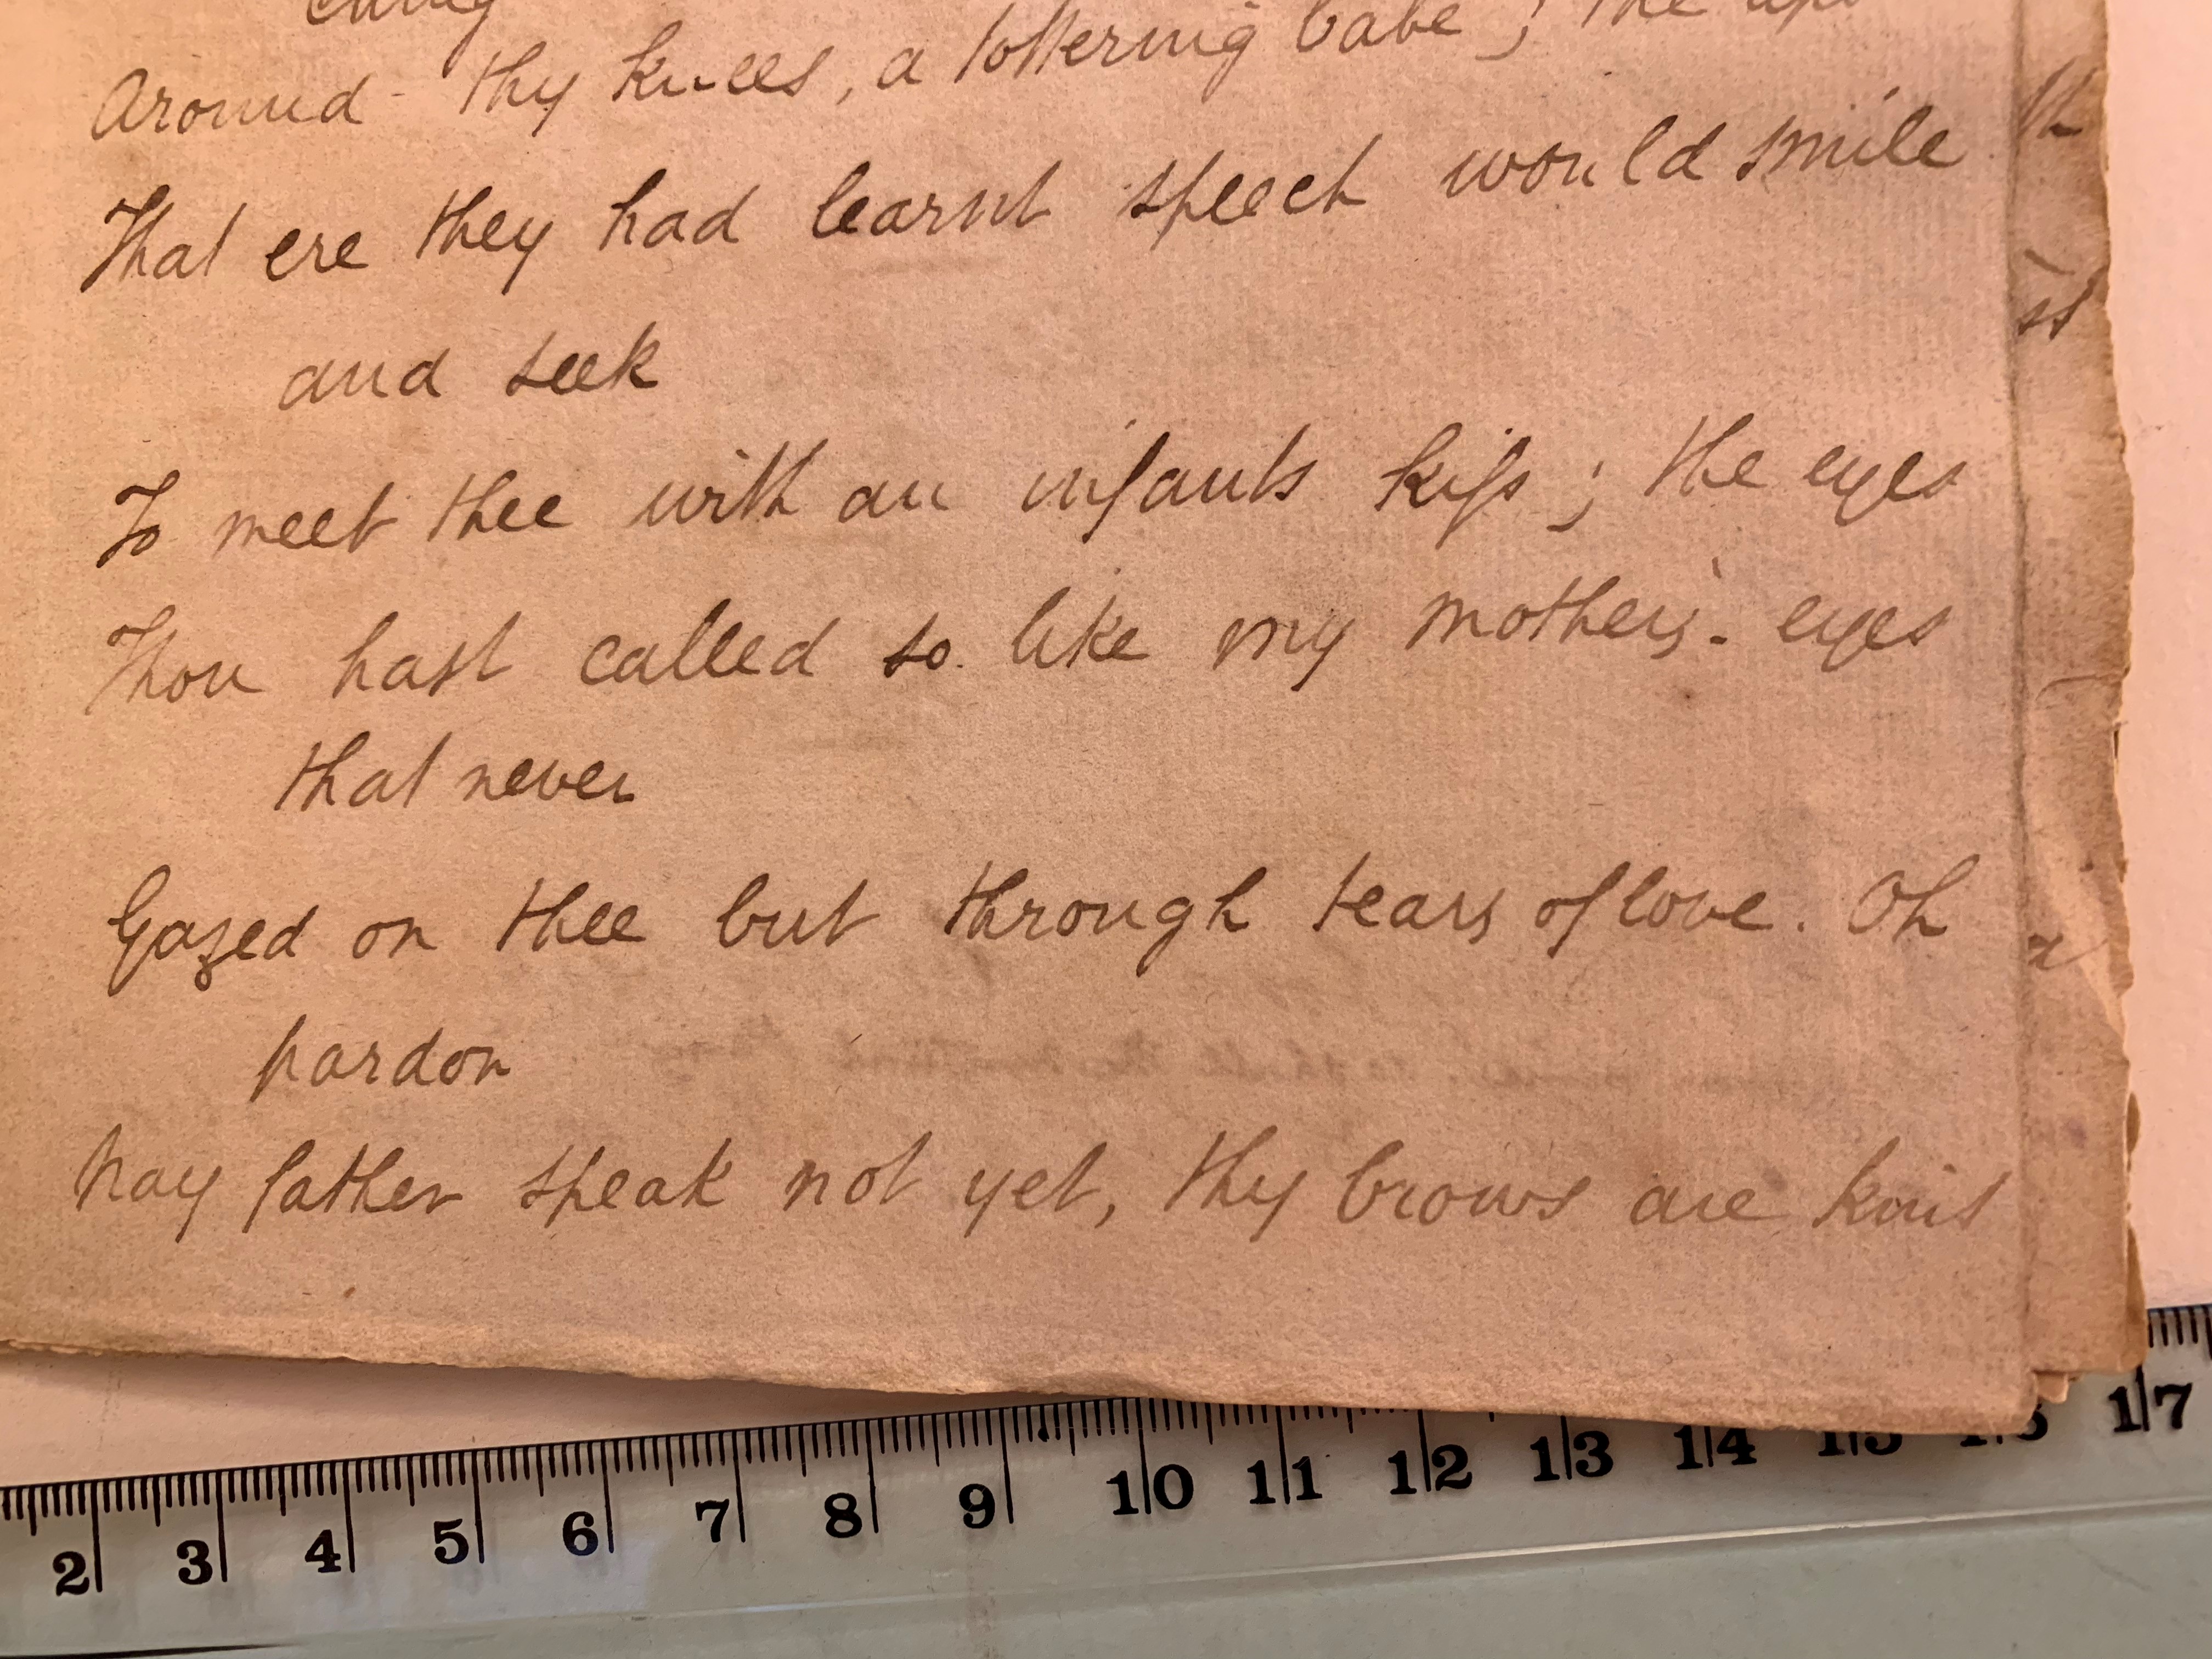 Around thy knees, a tottering babe; the lips
That ere they had learnt speech would smile
and seek
To meet thee with an infants kiss; the eyes
Thou hast called so like my mothers eyes
that never
Gazed on thee but through tears of love. Oh
pardon
Nay father speak not yet, thy brows are knit
2 3 4 5 6 7 8 9 10 11 12 13 14 15 16 17